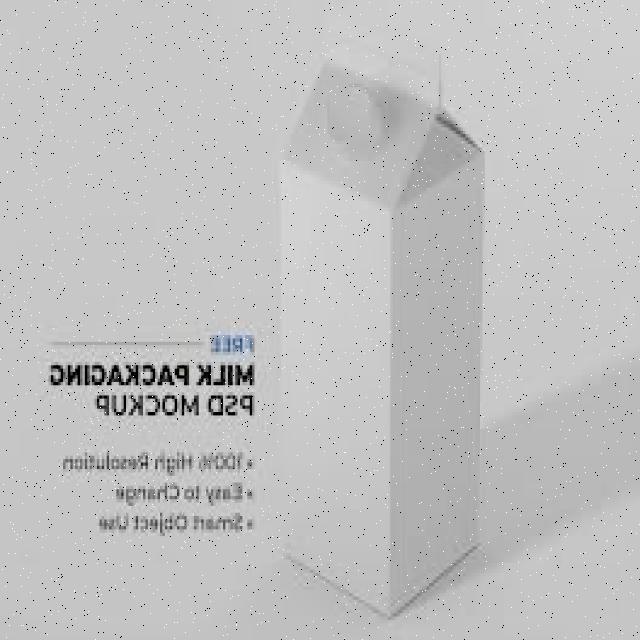 FREE
MILK PACKAGING
PSD MOCKUP
• 100% High Resolution
• Easy to Change
• Smart Object Use